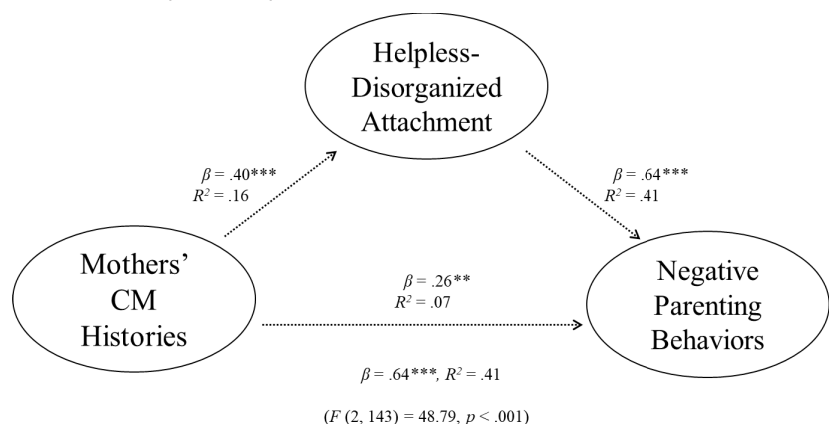 Helpless-
Disorganized
Attachment
β = .40***
R² = .16
β = .64***
R² = .41
Mothers’
CM
Histories
β = .26**
R² = .07
Negative
Parenting
Behaviors
β = .64***, R² = .41
(F (2, 143) = 48.79, p < .001)